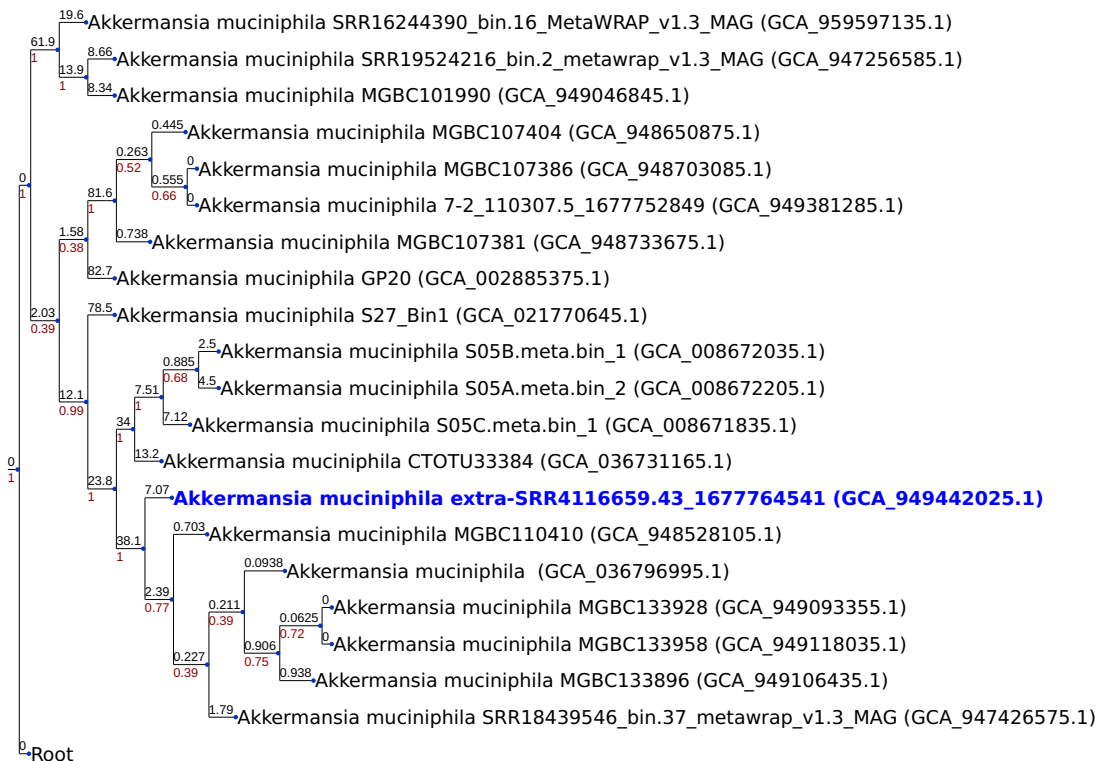 19.6 Akkermansia muciniphila SRR16244390_bin.16_MetaWRAP_v1.3_MAG (GCA_959597135.1)
61.9
1
8.66 Akkermansia muciniphila SRR19524216_bin.2_metawrap_v1.3_MAG (GCA_947256585.1)
13.9
1
8.34 Akkermansia muciniphila MGBC101990 (GCA_949046845.1)
0.445 Akkermansia muciniphila MGBC107404 (GCA_948650875.1)
0.263
0.52
0 Akkermansia muciniphila MGBC107386 (GCA_948703085.1)
0
1
0.555
0.66
81.6
1
0 Akkermansia muciniphila 7-2_110307.5_1677752849 (GCA_949381285.1)
1.58
0.38
0.738 Akkermansia muciniphila MGBC107381 (GCA_948733675.1)
82.7 Akkermansia muciniphila GP20 (GCA_002885375.1)
2.03
0.39
78.5 Akkermansia muciniphila S27_Bin1 (GCA_021770645.1)
2.5 Akkermansia muciniphila S05B.meta.bin_1 (GCA_008672035.1)
0.885
0.68
4.5 Akkermansia muciniphila S05A.meta.bin_2 (GCA_008672205.1)
12.1
0.99
7.51
1
7.12 Akkermansia muciniphila S05C.meta.bin_1 (GCA_008671835.1)
34
1
13.2 Akkermansia muciniphila CTOTU33384 (GCA_036731165.1)
0
1
23.8
1
7.07 Akkermansia muciniphila extra-SRR4116659.43_1677764541 (GCA_949442025.1)
0.703 Akkermansia muciniphila MGBC110410 (GCA_948528105.1)
38.1
1
0.0938 Akkermansia muciniphila (GCA_036796995.1)
2.39
0.77
0 Akkermansia muciniphila MGBC133928 (GCA_949093355.1)
0.211
0.39
0.0625
0.72
0 Akkermansia muciniphila MGBC133958 (GCA_949118035.1)
0.906
0.75
0.227
0.39
0.938 Akkermansia muciniphila MGBC133896 (GCA_949106435.1)
1.79 Akkermansia muciniphila SRR18439546_bin.37_metawrap_v1.3_MAG (GCA_947426575.1)
0 Root